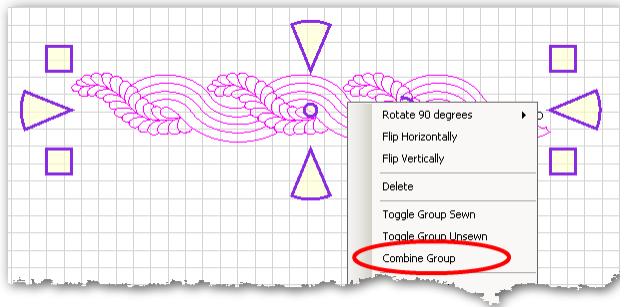 Rotate 90 degrees
Flip Horizontally
Flip Vertically
Delete
Toggle Group Sewn
Toggle Group Unsewn
Combine Group